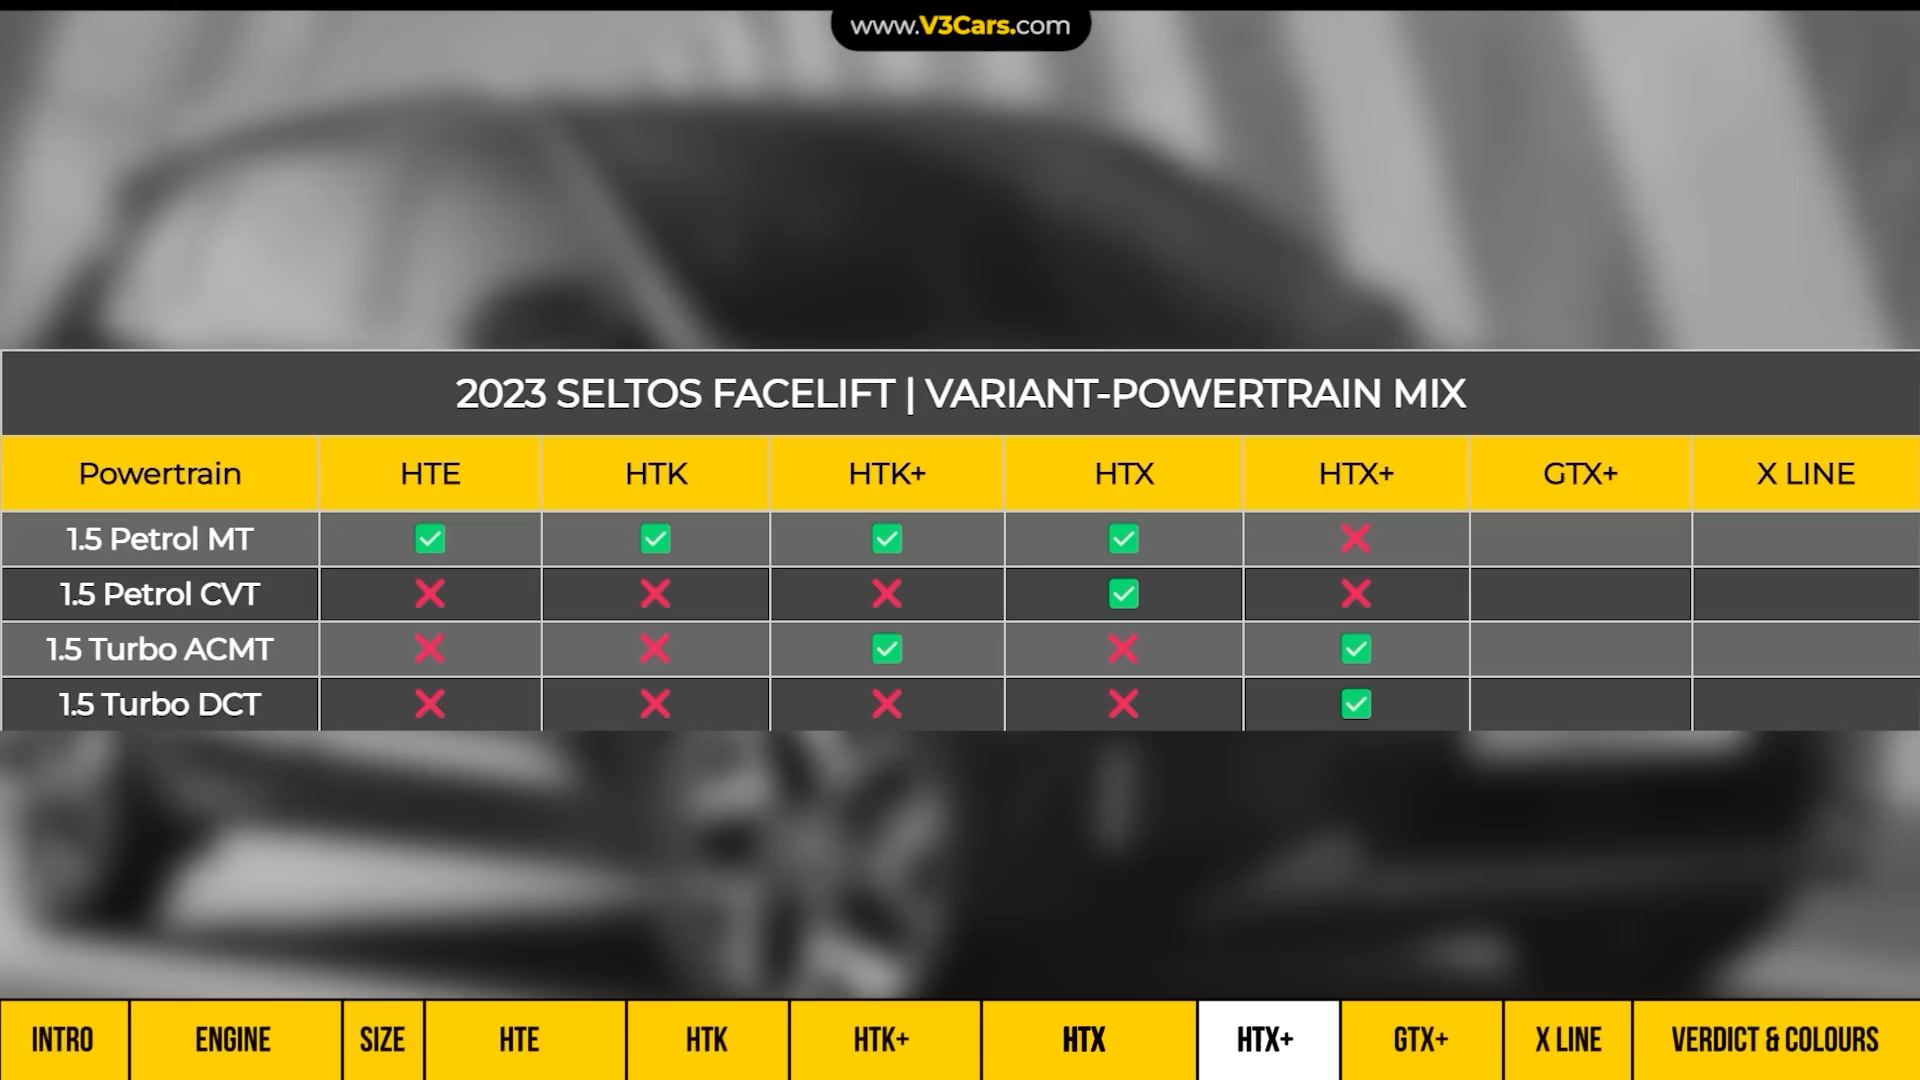 www.V3Cars.com
2023 SELTOS FACELIFT | VARIANT-POWERTRAIN MIX
Powertrain HTE HTK HTK+ HTX HTX+ GTX+ X LINE
1.5 Petrol MT ✅ ✅ ✅ ✅ ❌
1.5 Petrol CVT ❌ ❌ ❌ ✅ ❌
1.5 Turbo ACMT ❌ ❌ ✅ ❌ ✅
1.5 Turbo DCT ❌ ❌ ❌ ❌ ✅
INTRO ENGINE SIZE HTE HTK HTK+ HTX HTX+ GTX+ X LINE VERDICT & COLOURS